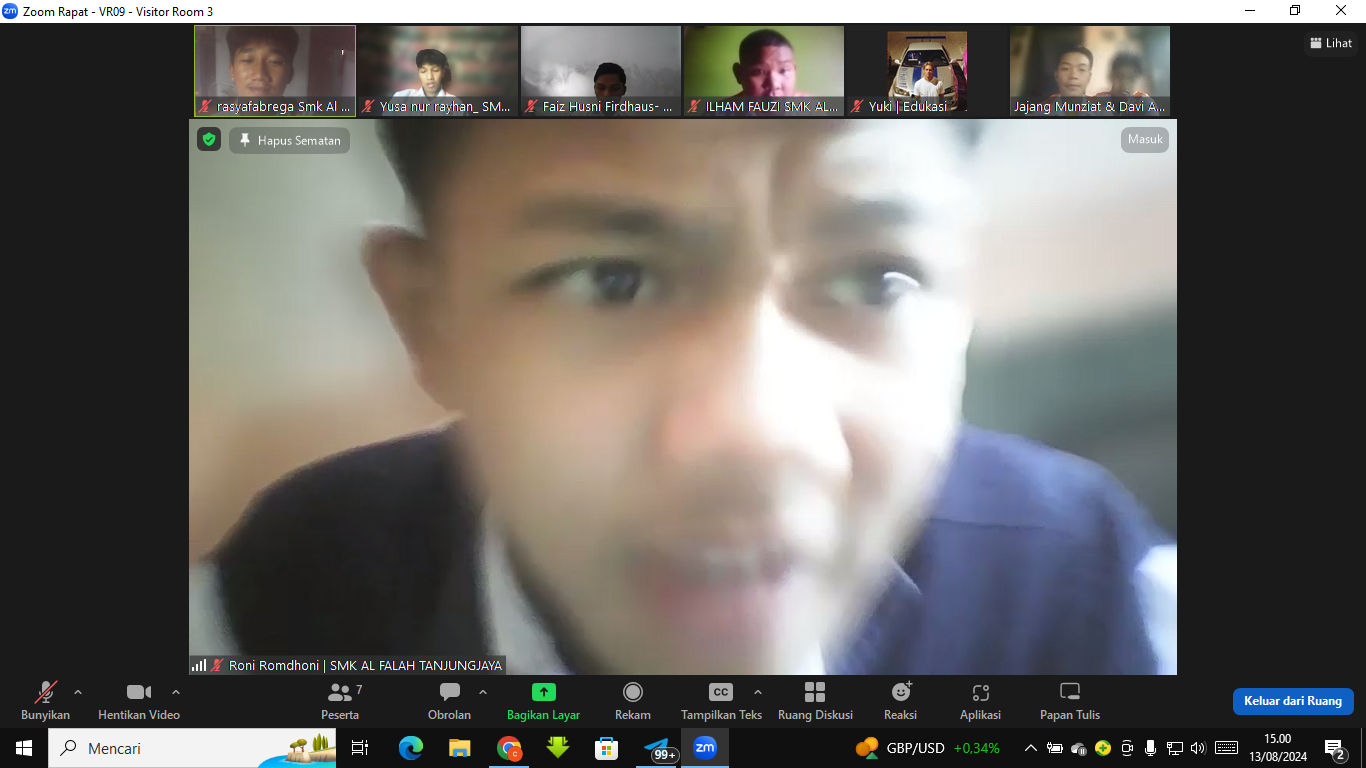 Zoom Rapat - VR09 - Visitor Room 3
rasyafabrega Smk Al ...
Yusa nur rayhan_ SM...
Faiz Husni Firdhaus- ...
ILHAM FAUZI SMK AL...
Yuki | Edukasi
Jajang Munziat & Davi A...
Lihat
Hapus Sematan
Masuk
Roni Romdhoni | SMK AL FALAH TANJUNGJAYA
Bunyikan
Hentikan Video
7
Peserta
Obrolan
Bagikan Layar
Rekam
CC
Tampilkan Teks
Ruang Diskusi
Reaksi
Aplikasi
Papan Tulis
Keluar dari Ruang
Mencari
99+
zm
GBP/USD +0,34%
15.00
13/08/2024
2